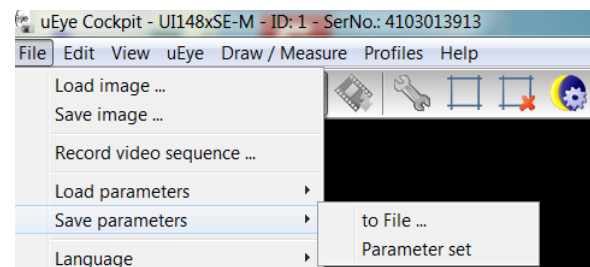 uEye Cockpit - UI148xSE-M - ID: 1 - SerNo.: 4103013913
File Edit View uEye Draw / Measure Profiles Help
Load image ...
Save image ...
Record video sequence ...
Load parameters
Save parameters
to File ...
Parameter set
Language